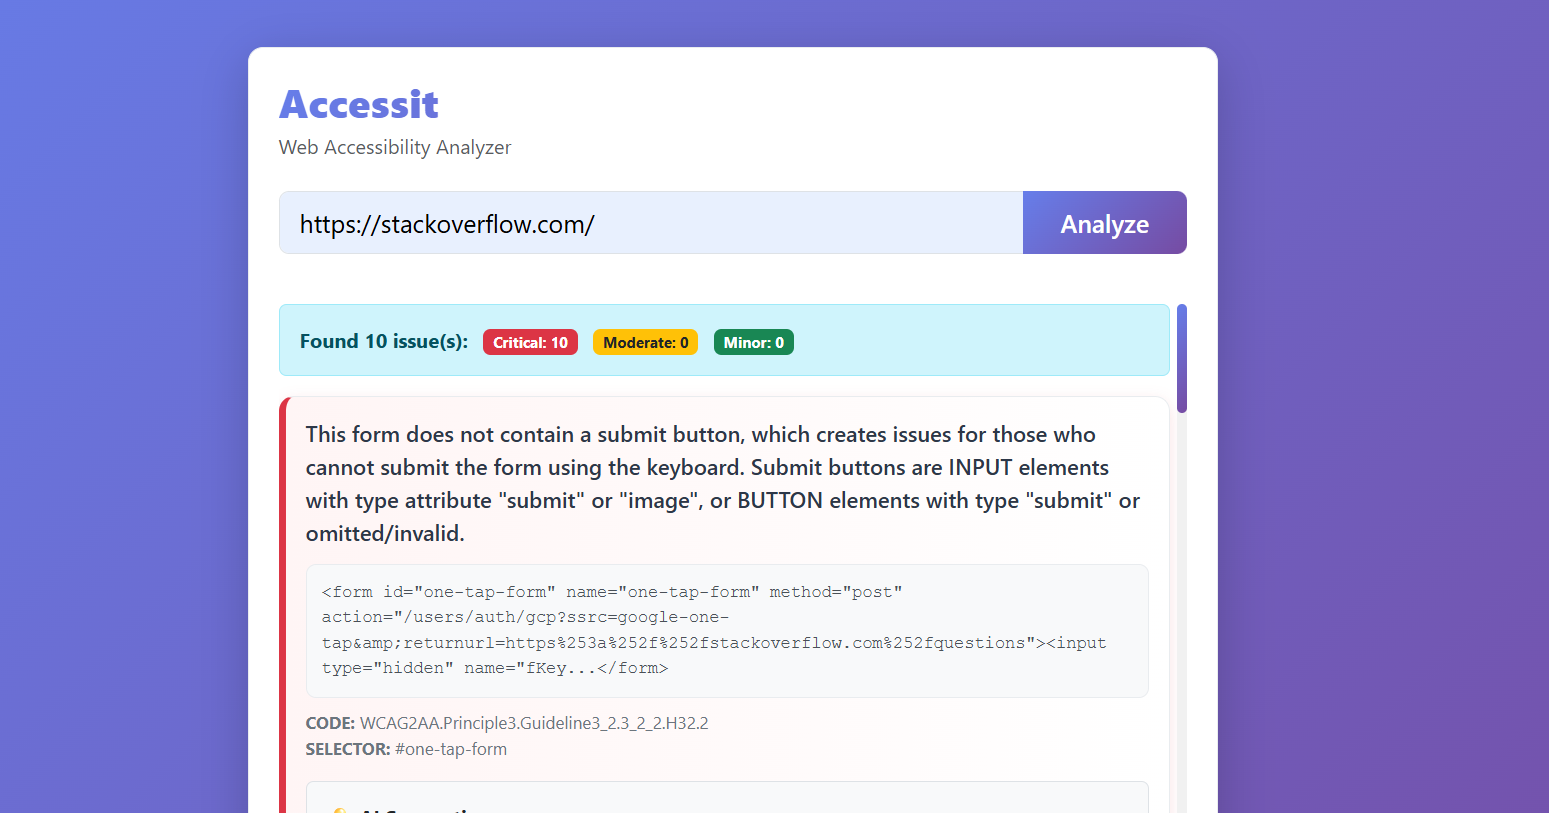 Accessit
Web Accessibility Analyzer
https://stackoverflow.com/
Analyze
Found 10 issue(s): Critical: 10 Moderate: 0 Minor: 0
This form does not contain a submit button, which creates issues for those who
cannot submit the form using the keyboard. Submit buttons are INPUT elements
with type attribute "submit" or "image", or BUTTON elements with type "submit" or
omitted/invalid.
<form id="one-tap-form" name="one-tap-form" method="post"
action="/users/auth/gcp?ssrc=google-one-
tap&amp;returnurl=https%253a%252f%252fstackoverflow.com%252fquestions"><input
type="hidden" name="fKey...</form>
CODE: WCAG2AA.Principle3.Guideline3_2.3_2_2.H32.2
SELECTOR: #one-tap-form